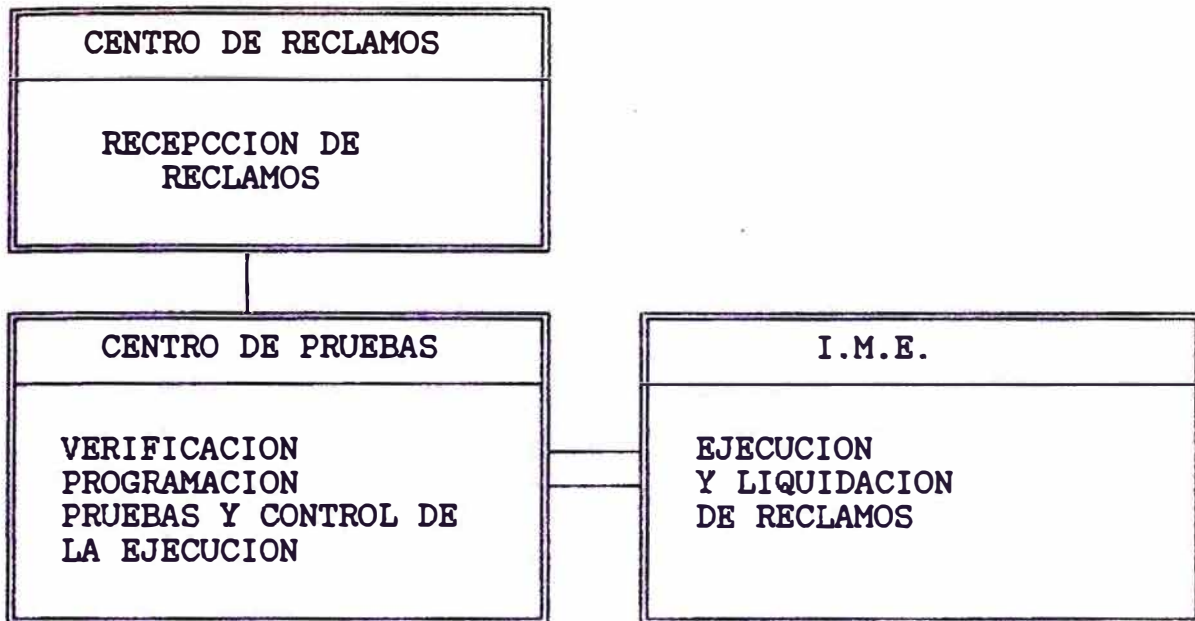 CENTRO DE RECLAMOS
RECEPCCION DE
RECLAMOS
CENTRO DE PRUEBAS
VERIFICACION
PROGRAMACION
PRUEBAS Y CONTROL DE
LA EJECUCION
I.M.E.
EJECUCION
Y LIQUIDACION
DE RECLAMOS